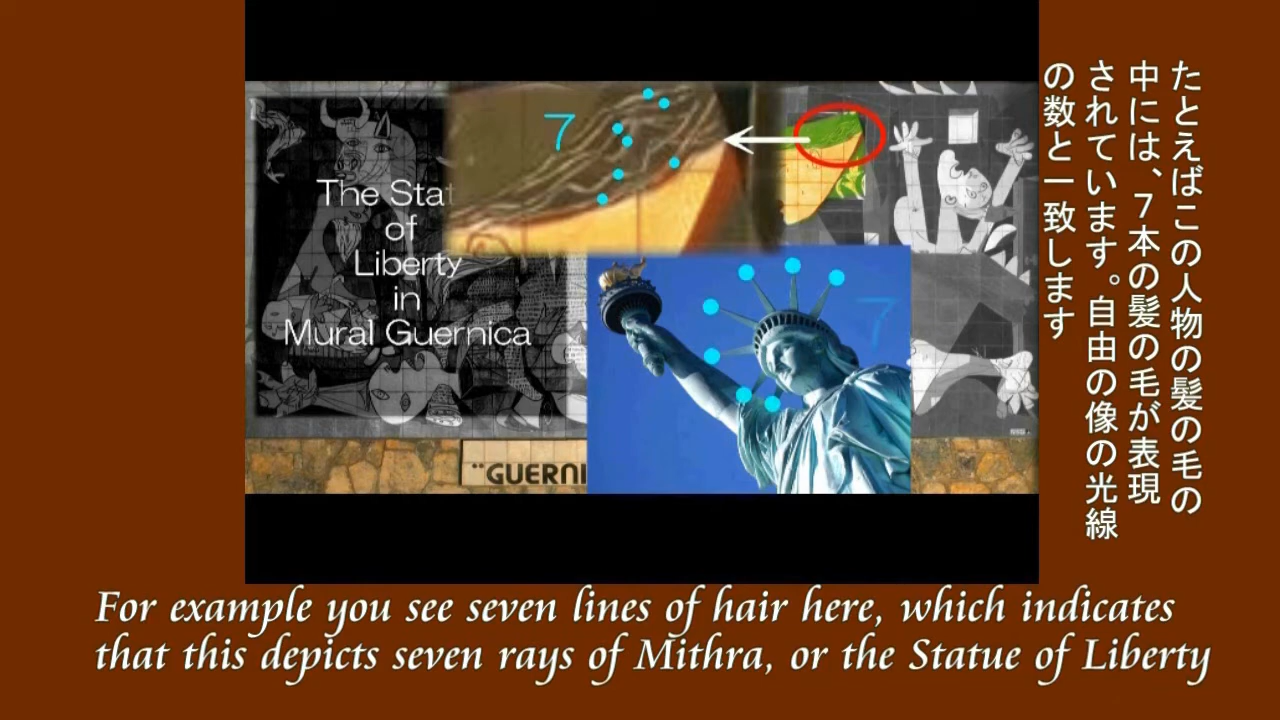 The Stat
of
Liberty
in
Mural Guernica
7
7
"GUERNI
たとえばこの人物の髪の毛の
中には、7本の髪の毛が表現
されています。自由の像の光線
の数と一致します
For example you see seven lines of hair here, which indicates
that this depicts seven rays of Mithra, or the Statue of Liberty